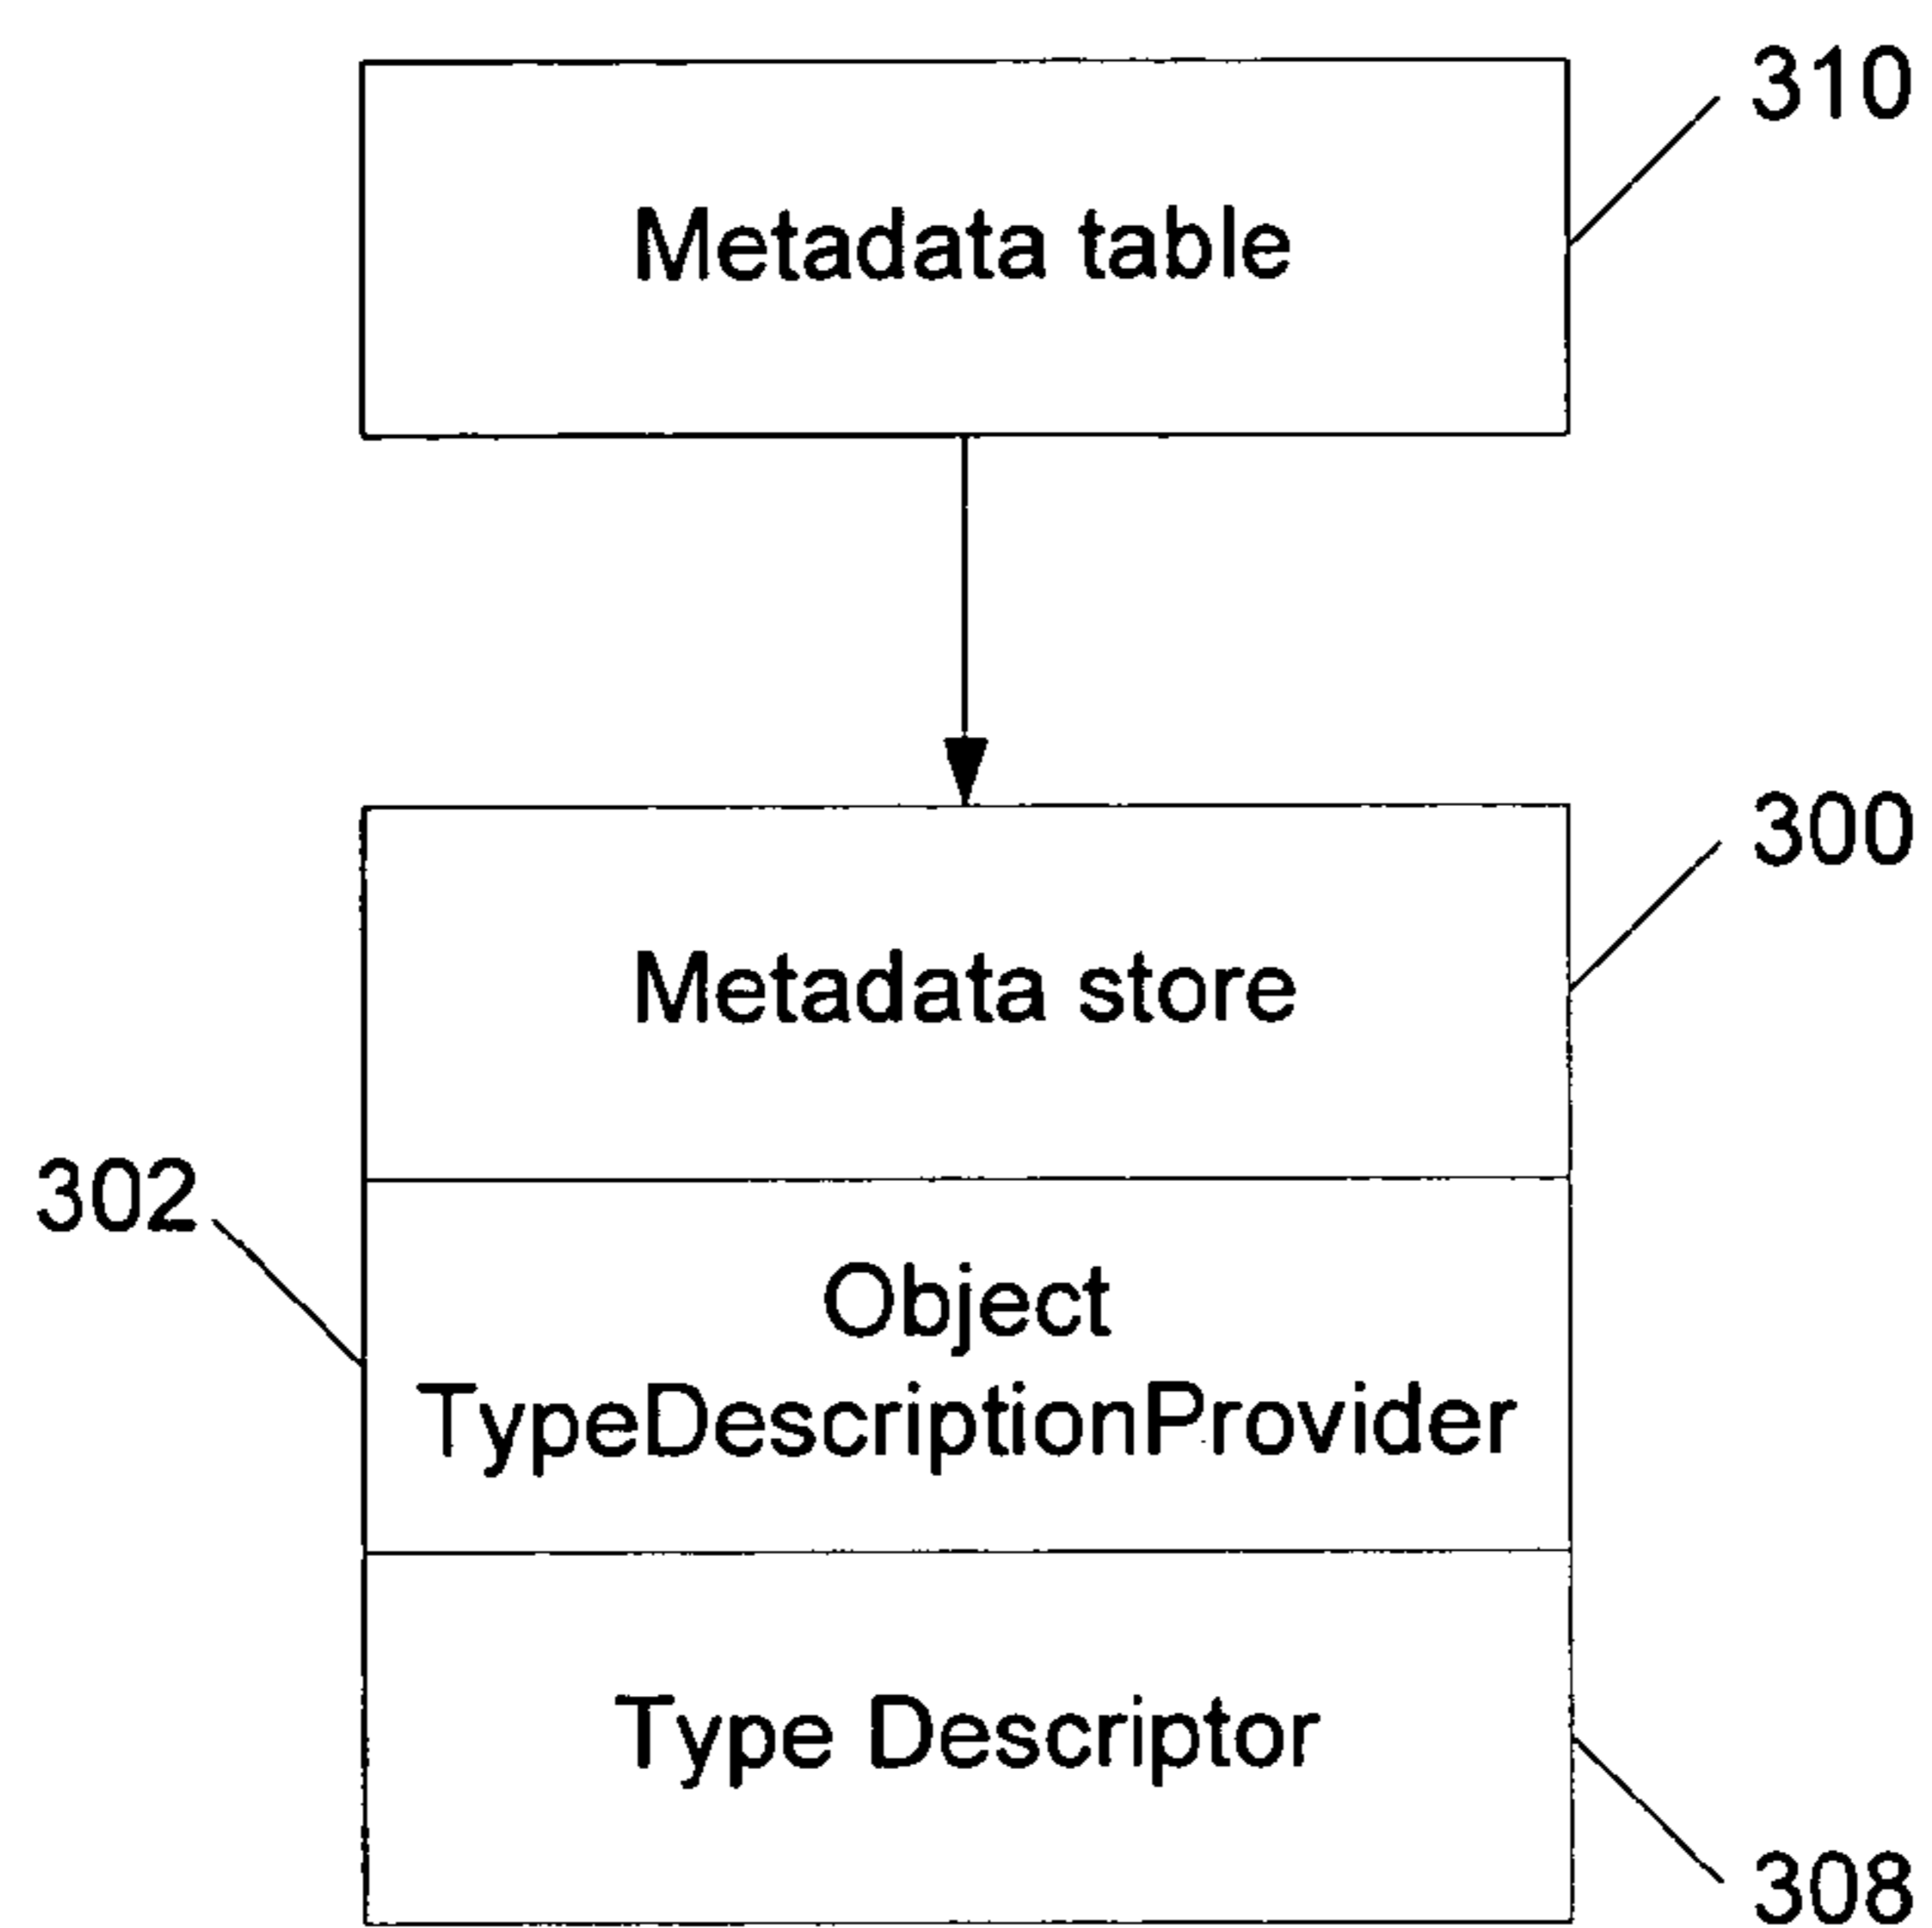 310
Metadata table
300
Metadata store
302
Object
TypeDescriptionProvider
Type Descriptor
308